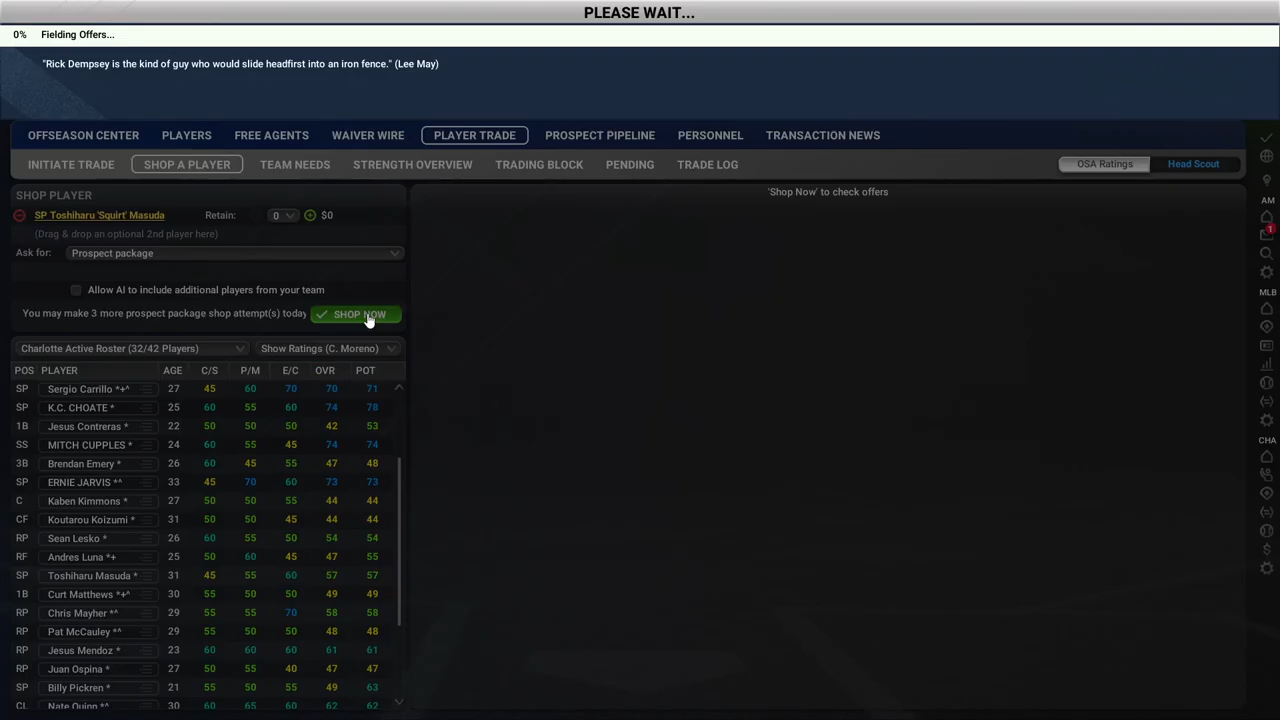 PLEASE WAIT...
0% Fielding Offers...
"Rick Dempsey is the kind of guy who would slide headfirst into an iron fence." (Lee May)
OFFSEASON CENTER PLAYERS FREE AGENTS WAIVER WIRE PLAYER TRADE PROSPECT PIPELINE PERSONNEL TRANSACTION NEWS
INITIATE TRADE SHOP A PLAYER TEAM NEEDS STRENGTH OVERVIEW TRADING BLOCK PENDING TRADE LOG OSA Ratings Head Scout
SHOP PLAYER
'Shop Now' to check offers
SP Toshiharu 'Squirt' Masuda Retain: 0 $0
(Drag & drop an optional 2nd player here)
Ask for: Prospect package
Allow AI to include additional players from your team
You may make 3 more prospect package shop attempt(s) today SHOP NOW
Charlotte Active Roster (32/42 Players) Show Ratings (C. Moreno)
POS PLAYER AGE C/S P/M E/C OVR POT
SP Sergio Carrillo *+^ 27 45 60 70 70 71
SP K.C. CHOATE * 25 60 55 60 74 78
1B Jesus Contreras * 22 50 50 50 42 53
SS MITCH CUPPLES * 24 60 55 45 74 74
3B Brendan Emery * 26 60 45 55 47 48
SP ERNIE JARVIS *^ 33 45 70 60 73 73
C Kaben Kimmons * 27 50 50 55 44 44
CF Koutarou Koizumi * 31 50 50 45 44 44
RP Sean Lesko * 26 60 55 50 54 54
RF Andres Luna *+ 25 50 60 45 47 55
SP Toshiharu Masuda * 31 45 55 60 57 57
1B Curt Matthews *+^ 30 55 50 50 49 49
RP Chris Mayher *^ 29 55 55 70 58 58
RP Pat McCauley *^ 29 55 50 50 48 48
RP Jesus Mendoz * 23 60 60 60 61 61
RP Juan Ospina * 27 50 55 40 47 47
SP Billy Pickren * 21 55 50 55 49 63
CL Nate Quinn *^ 30 60 65 60 62 62
AM
1
MLB
CHA